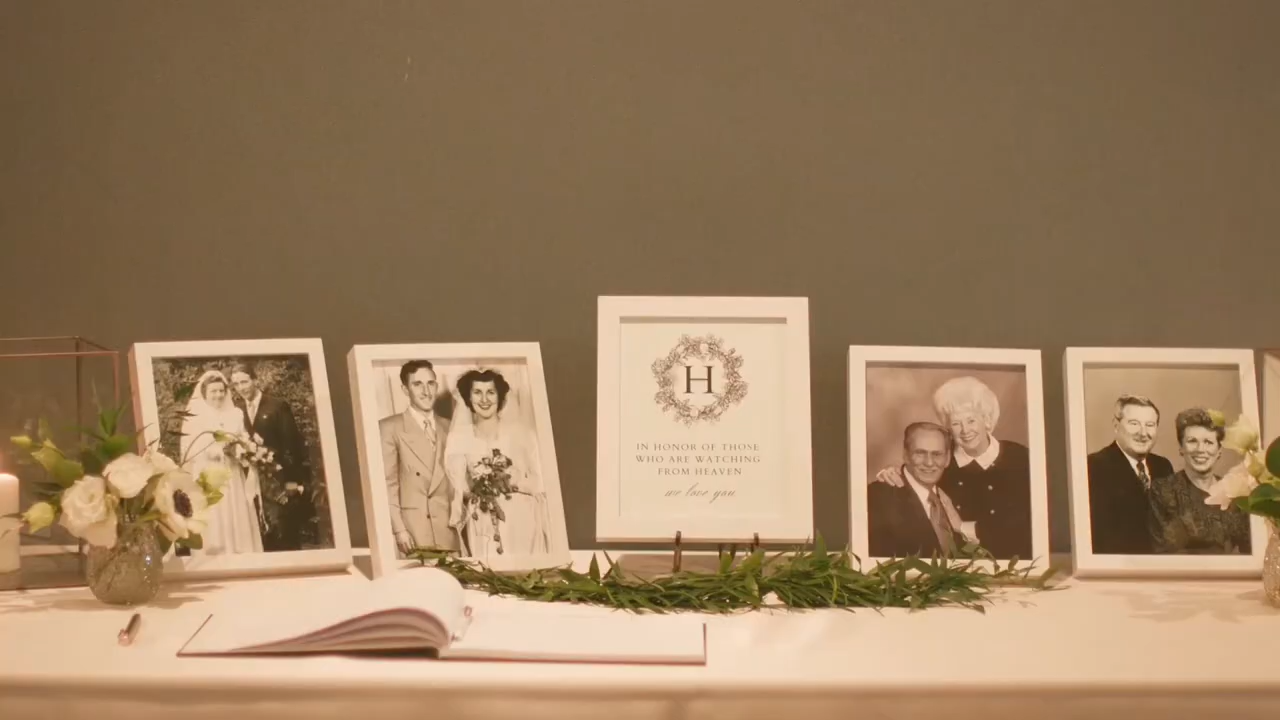 H
IN HONOR OF THOSE
WHO ARE WATCHING
FROM HEAVEN
we love you